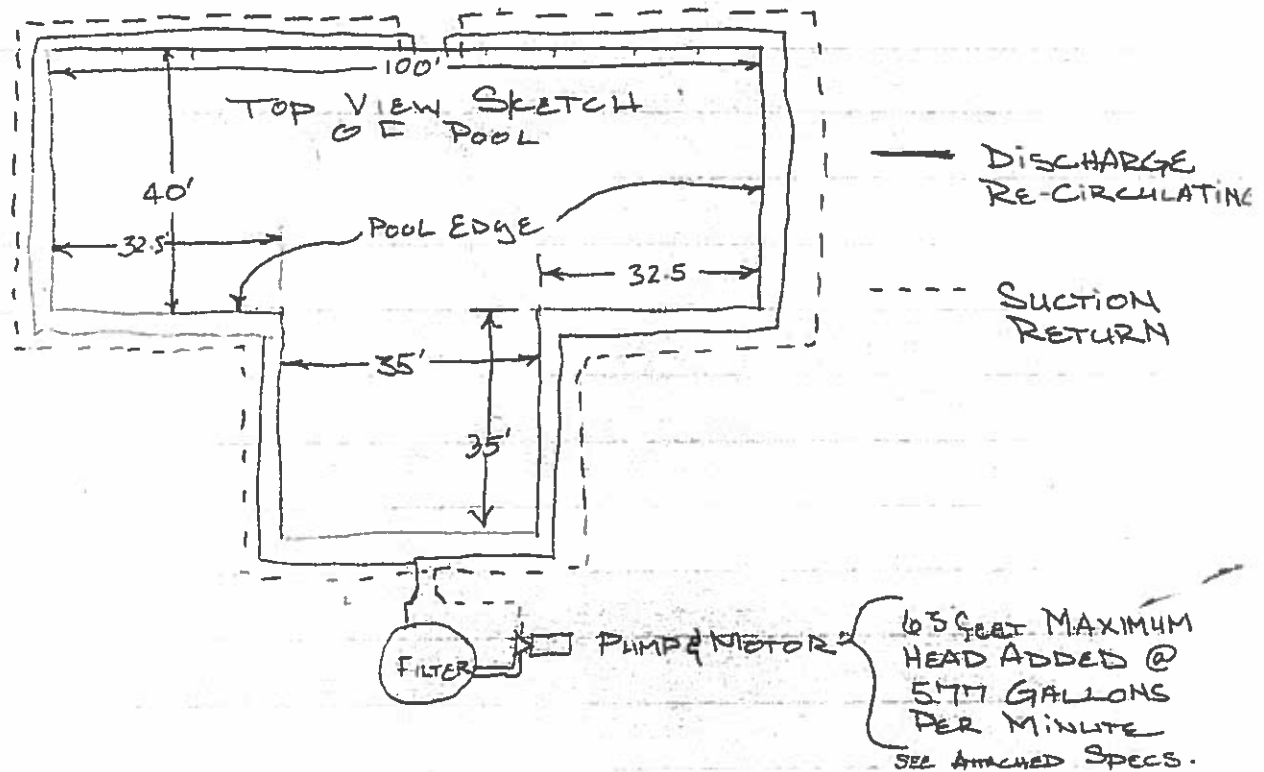 100'
TOP VIEW SKETCH
OF POOL
40'
32.5'
POOL EDGE
32.5
35'
35'
DISCHARGE
RE-CIRCULATING
SUCTION
RETURN
FILTER
PUMP & MOTOR
65 FEET MAXIMUM
HEAD ADDED @
577 GALLONS
PER MINUTE
SEE ATTACHED SPECS.